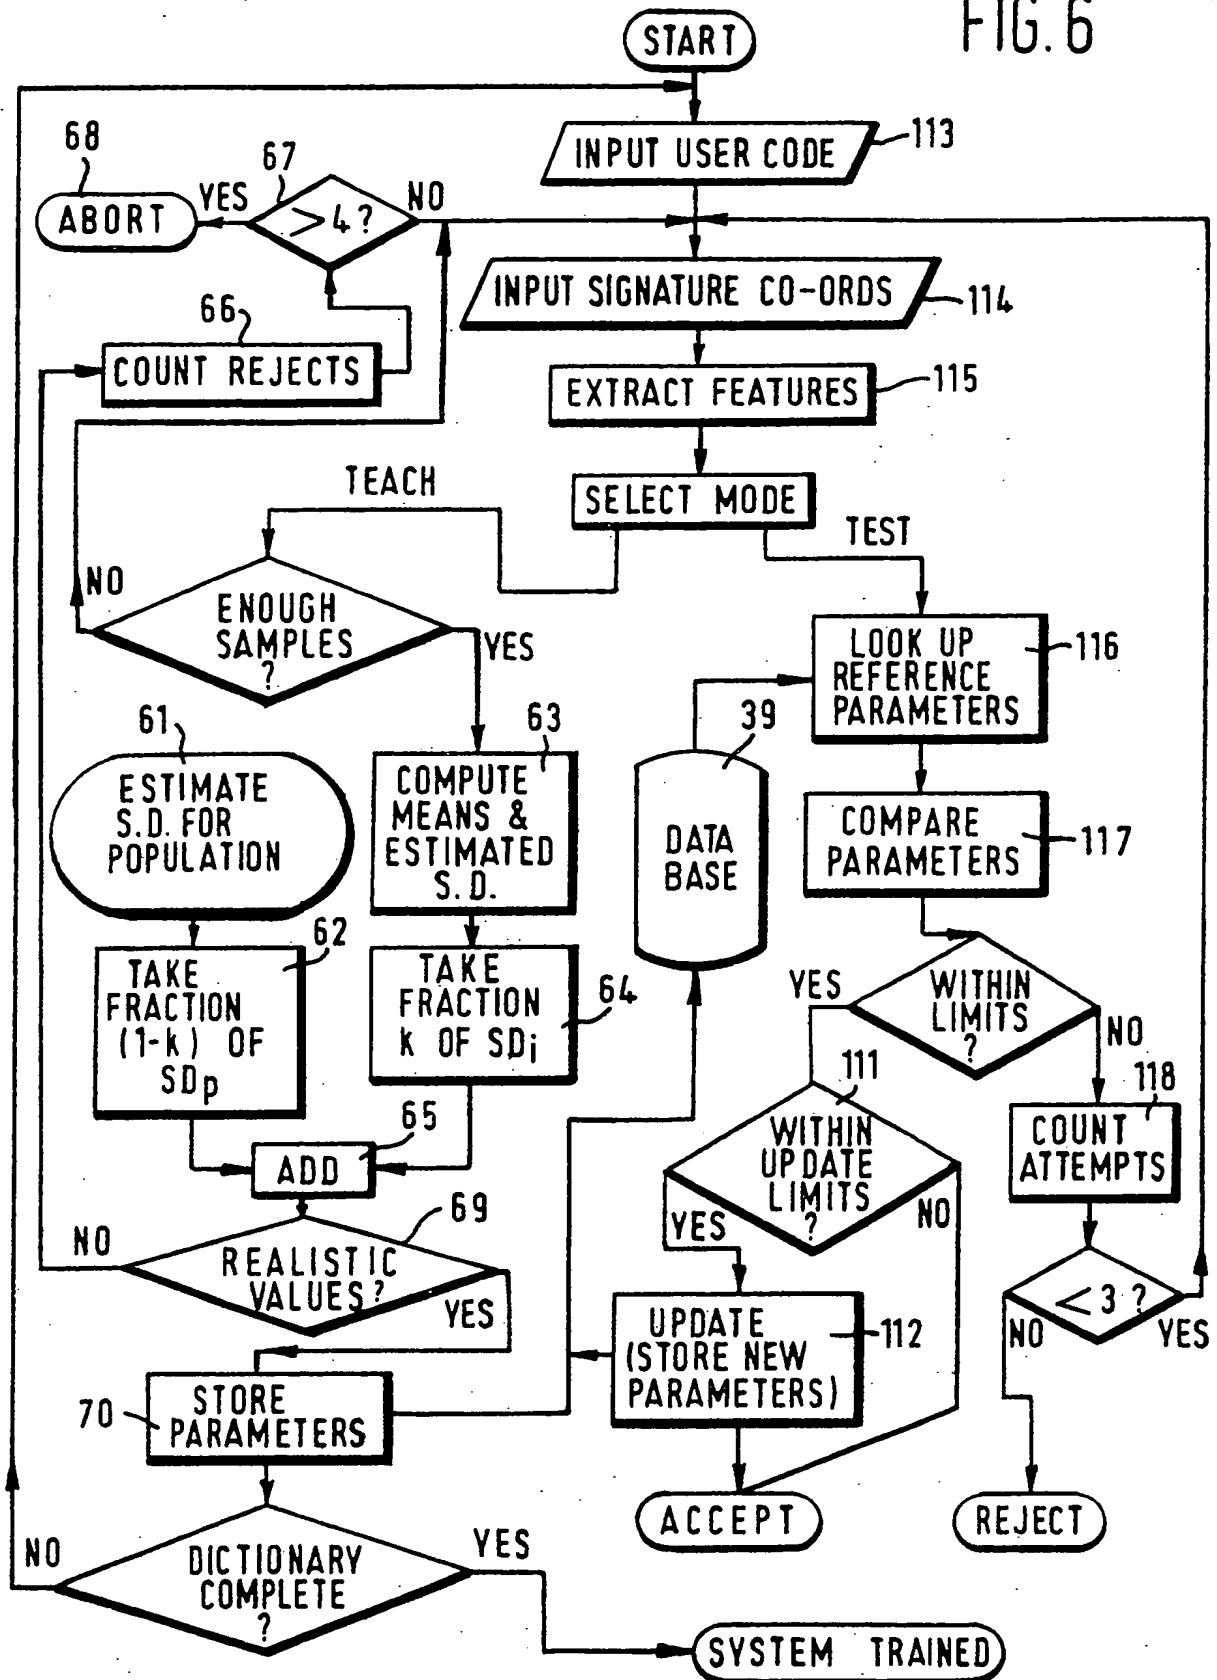 FIG. 6
START
INPUT USER CODE
113
68
67
ABORT
YES
> 4 ?
NO
INPUT SIGNATURE CO-ORDS
114
66
COUNT REJECTS
EXTRACT FEATURES
115
TEACH
SELECT MODE
TEST
NO
ENOUGH
SAMPLES
?
YES
LOOK UP
REFERENCE
PARAMETERS
116
61
ESTIMATE
S.D. FOR
POPULATION
63
COMPUTE
MEANS &
ESTIMATED
S. D.
39
DATA
BASE
COMPARE
PARAMETERS
117
62
TAKE
FRACTION
(1-k) OF
SDp
TAKE
FRACTION
k OF SDi
64
YES
WITHIN
LIMITS
?
NO
111
118
65
ADD
WITHIN
UPDATE
LIMITS
?
YES
NO
COUNT
ATTEMPTS
69
NO
REALISTIC
VALUES?
YES
< 3 ?
NO
YES
UPDATE
(STORE NEW
PARAMETERS)
112
70
STORE
PARAMETERS
ACCEPT
REJECT
NO
DICTIONARY
COMPLETE
?
YES
SYSTEM TRAINED